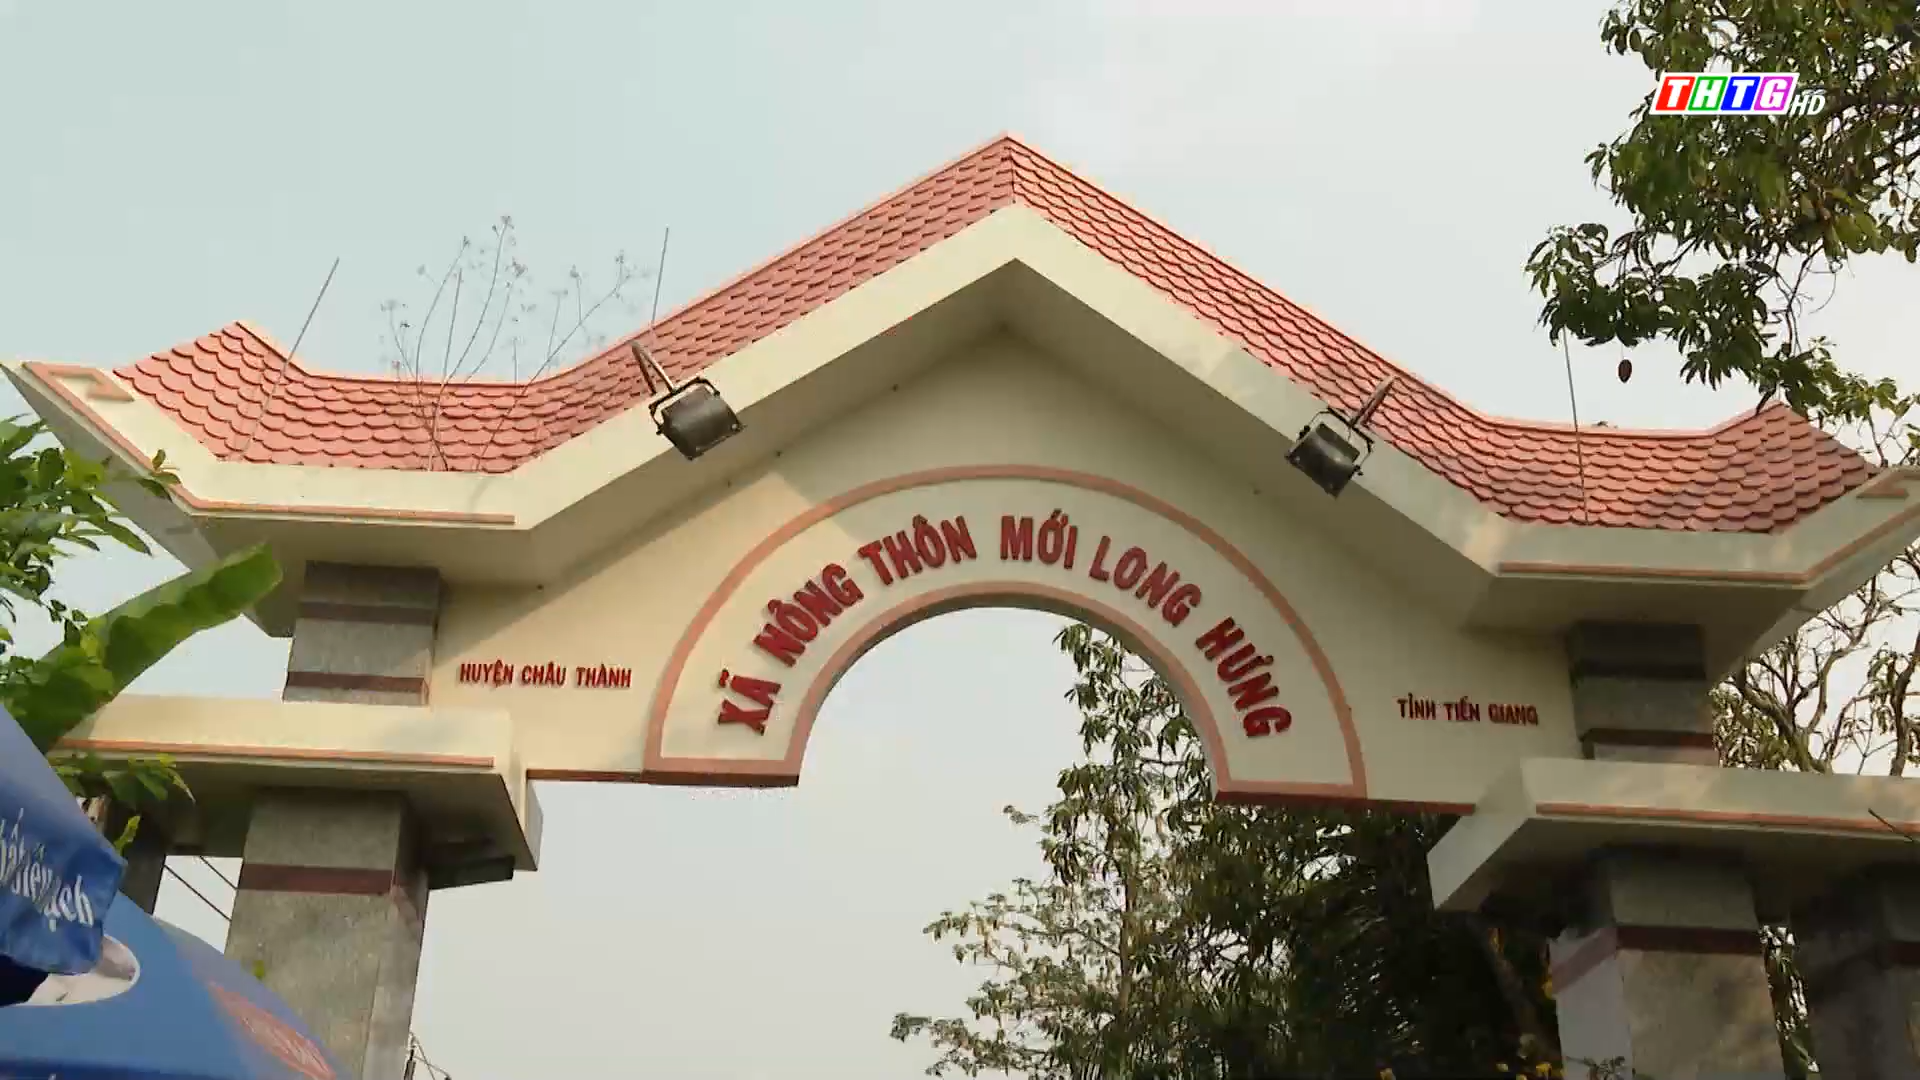 THTG HD
XÃ NÔNG THÔN MỚI LONG HƯNG
HUYỆN CHÂU THÀNH
TỈNH TIỀN GIANG